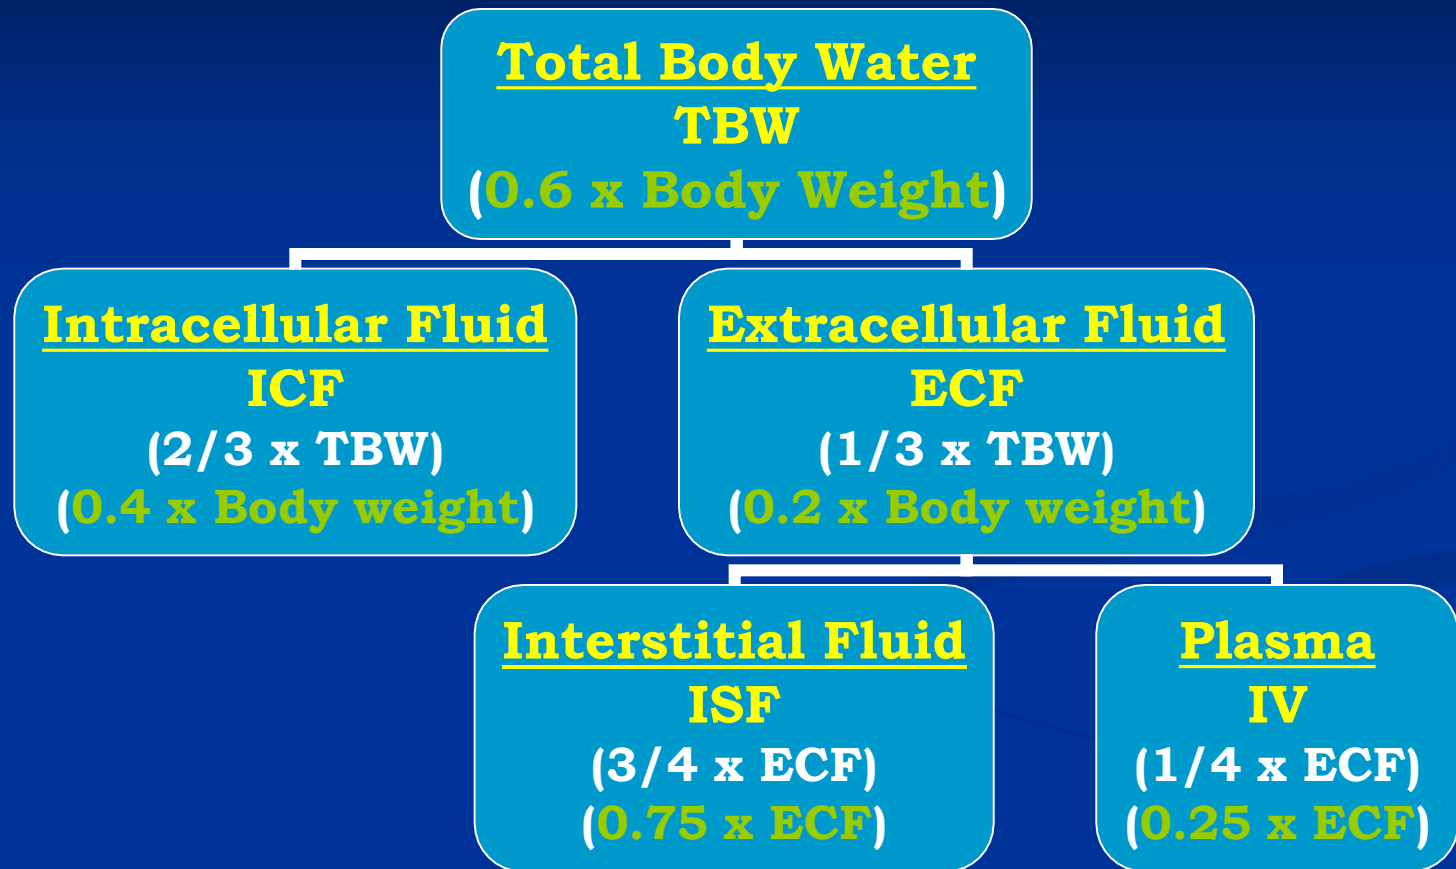 Total Body Water
TBW
(0.6 x Body Weight)
Intracellular Fluid
ICF
(2/3 x TBW)
(0.4 x Body weight)
Extracellular Fluid
ECF
(1/3 x TBW)
(0.2 x Body weight)
Interstitial Fluid
ISF
(3/4 x ECF)
(0.75 x ECF)
Plasma
IV
(1/4 x ECF)
(0.25 x ECF)